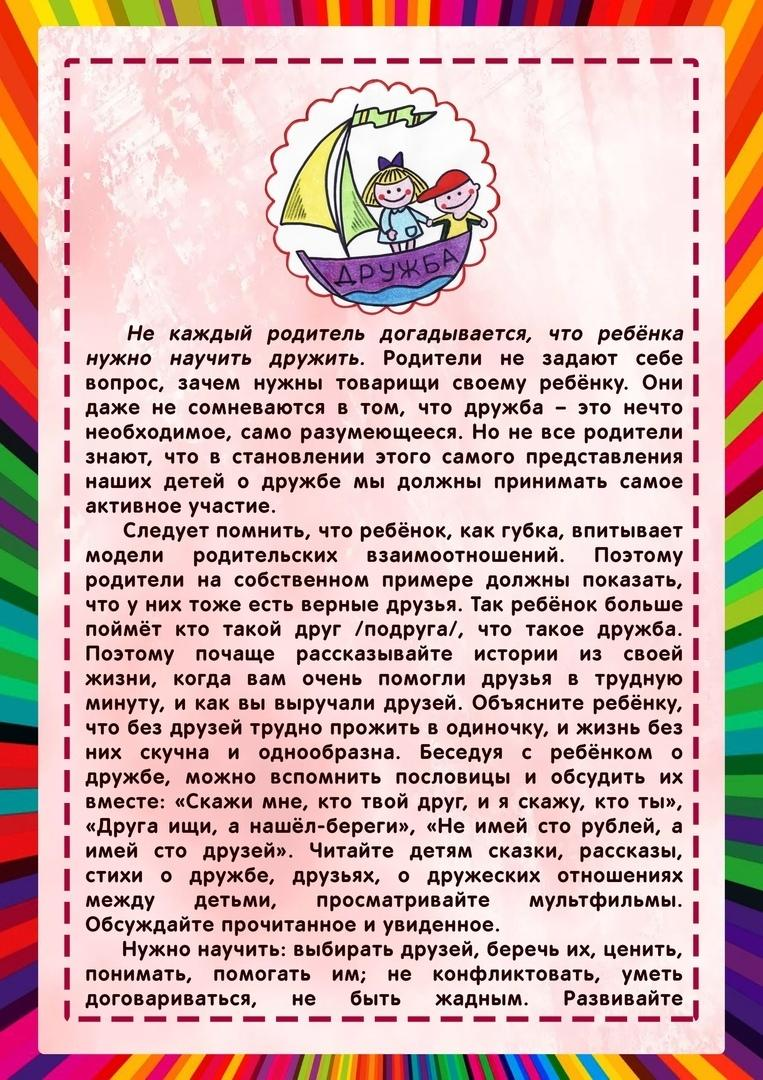 ДРУЖБА
Не каждый родитель догадывается, что ребёнка
нужно научить дружить. Родители не задают себе
вопрос, зачем нужны товарищи своему ребёнку. Они
даже не сомневаются в том, что дружба – это нечто
необходимое, само разумеющееся. Но не все родители
знают, что в становлении этого самого представления
наших детей о дружбе мы должны принимать самое
активное участие.
Следует помнить, что ребёнок, как губка, впитывает
модели родительских взаимоотношений. Поэтому
родители на собственном примере должны показать,
что у них тоже есть верные друзья. Так ребёнок больше
поймёт кто такой друг /подруга/, что такое дружба.
Поэтому почаще рассказывайте истории из своей
жизни, когда вам очень помогли друзья в трудную
минуту, и как вы выручали друзей. Объясните ребёнку,
что без друзей трудно прожить в одиночку, и жизнь без
них скучна и однообразна. Беседуя с ребёнком о
дружбе, можно вспомнить пословицы и обсудить их
вместе: «Скажи мне, кто твой друг, и я скажу, кто ты»,
«Друга ищи, а нашёл-береги», «Не имей сто рублей, а
имей сто друзей». Читайте детям сказки, рассказы,
стихи о дружбе, друзьях, о дружеских отношениях
между детьми, просматривайте мультфильмы.
Обсуждайте прочитанное и увиденное.
Нужно научить: выбирать друзей, беречь их, ценить,
понимать, помогать им; не конфликтовать, уметь
договариваться, не быть жадным. Развивайте